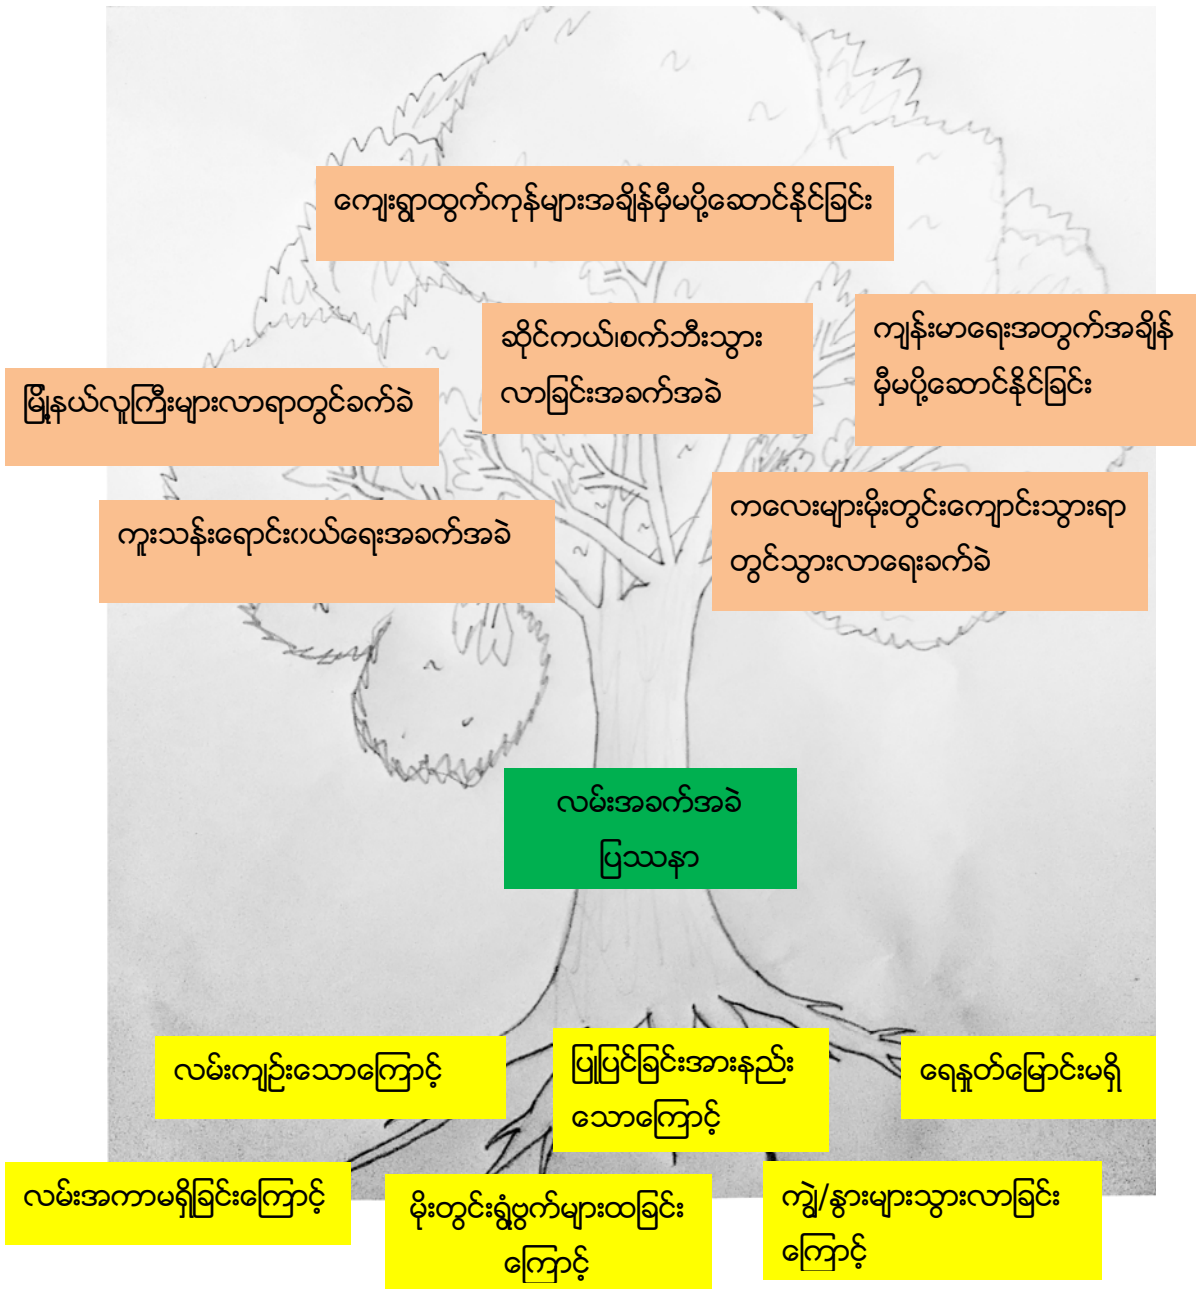 ကျေးရွာထွက်ကုန်များအချိန်မှီမပို့ဆောင်နိုင်ခြင်း
ဆိုင်ကယ်၊စက်ဘီးသွား
လာခြင်းအခက်အခဲ
ကျန်းမာရေးအတွက်အချိန်
မှီမပို့ဆောင်နိုင်ခြင်း
မြို့နယ်လူကြီးများလာရာတွင်ခက်ခဲ
ကူးသန်းရောင်းဝယ်ရေးအခက်အခဲ
ကလေးများမိုးတွင်းကျောင်းသွားရာ
တွင်သွားလာရေးခက်ခဲ
လမ်းအခက်အခဲ
ပြဿနာ
လမ်းကျဉ်းသောကြောင့်
ပြုပြင်ခြင်းအားနည်း
သောကြောင့်
ရေနှုတ်မြောင်းမရှိ
လမ်းအကာမရှိခြင်းကြောင့်
မိုးတွင်းရွှံ့ဗွက်များထခြင်း
ကြောင့်
ကျွဲ/နွားများသွားလာခြင်း
ကြောင့်